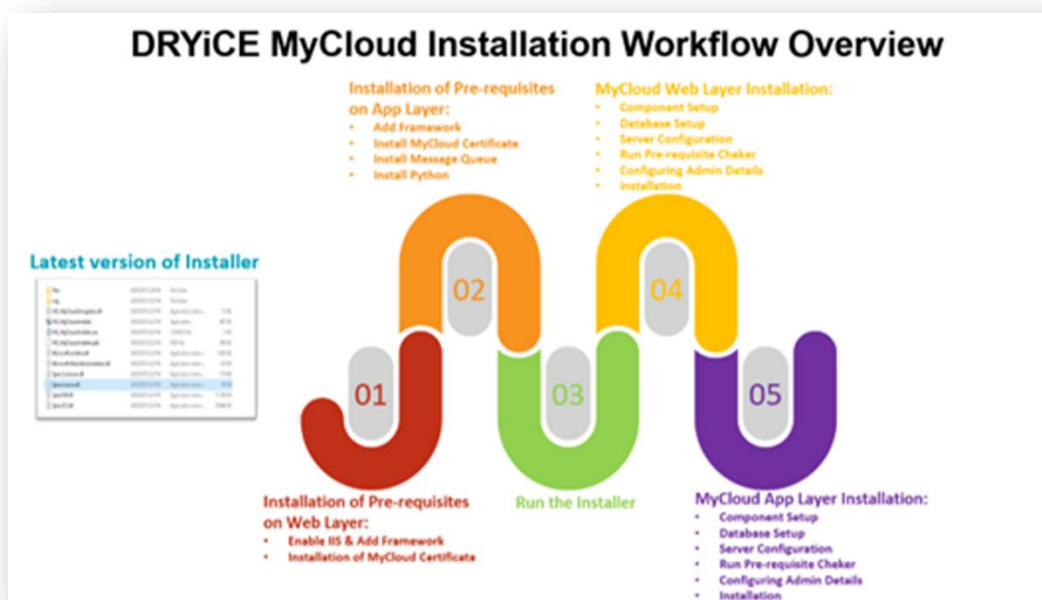 DRYiCE MyCloud Installation Workflow Overview
Installation of Pre-requisites
on App Layer:
• Add Framework
• Install MyCloud Certificate
• Install Message Queue
• Install Python
MyCloud Web Layer Installation:
• Component Setup
• Database Setup
• Server Configuration
• Run Pre-requisite Cheker
• Configuring Admin Details
• Installation
Latest version of Installer
01
02
03
04
05
Installation of Pre-requisites
on Web Layer:
• Enable IIS & Add Framework
• Installation of MyCloud Certificate
Run the Installer
MyCloud App Layer Installation:
• Component Setup
• Database Setup
• Server Configuration
• Run Pre-requisite Cheker
• Configuring Admin Details
• Installation